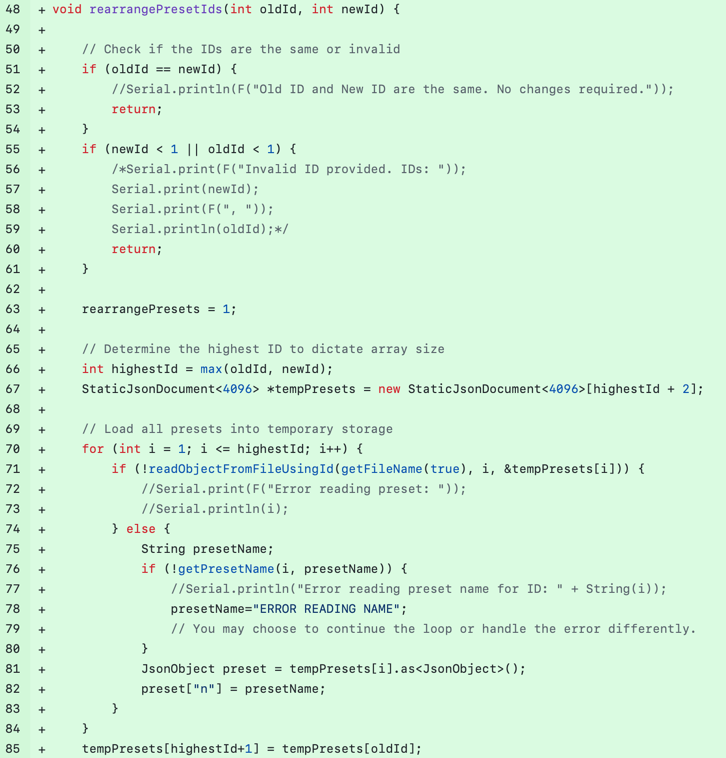 48 + void rearrangePresetIds(int oldId, int newId) {
49 +
50 +     // Check if the IDs are the same or invalid
51 +     if (oldId == newId) {
52 +         //Serial.println(F("Old ID and New ID are the same. No changes required."));
53 +         return;
54 +     }
55 +     if (newId < 1 || oldId < 1) {
56 +         /*Serial.print(F("Invalid ID provided. IDs: "));
57 +         Serial.print(newId);
58 +         Serial.print(F(", "));
59 +         Serial.println(oldId);*/
60 +         return;
61 +     }
62 +
63 +     rearrangePresets = 1;
64 +
65 +     // Determine the highest ID to dictate array size
66 +     int highestId = max(oldId, newId);
67 +     StaticJsonDocument<4096> *tempPresets = new StaticJsonDocument<4096>[highestId + 2];
68 +
69 +     // Load all presets into temporary storage
70 +     for (int i = 1; i <= highestId; i++) {
71 +         if (!readObjectFromFileUsingId(getFileName(true), i, &tempPresets[i])) {
72 +             //Serial.print(F("Error reading preset: "));
73 +             //Serial.println(i);
74 +         } else {
75 +             String presetName;
76 +             if (!getPresetName(i, presetName)) {
77 +                 //Serial.println("Error reading preset name for ID: " + String(i));
78 +                 presetName="ERROR READING NAME";
79 +                 // You may choose to continue the loop or handle the error differently.
80 +             }
81 +             JsonObject preset = tempPresets[i].as<JsonObject>();
82 +             preset["n"] = presetName;
83 +         }
84 +     }
85 +     tempPresets[highestId+1] = tempPresets[oldId];